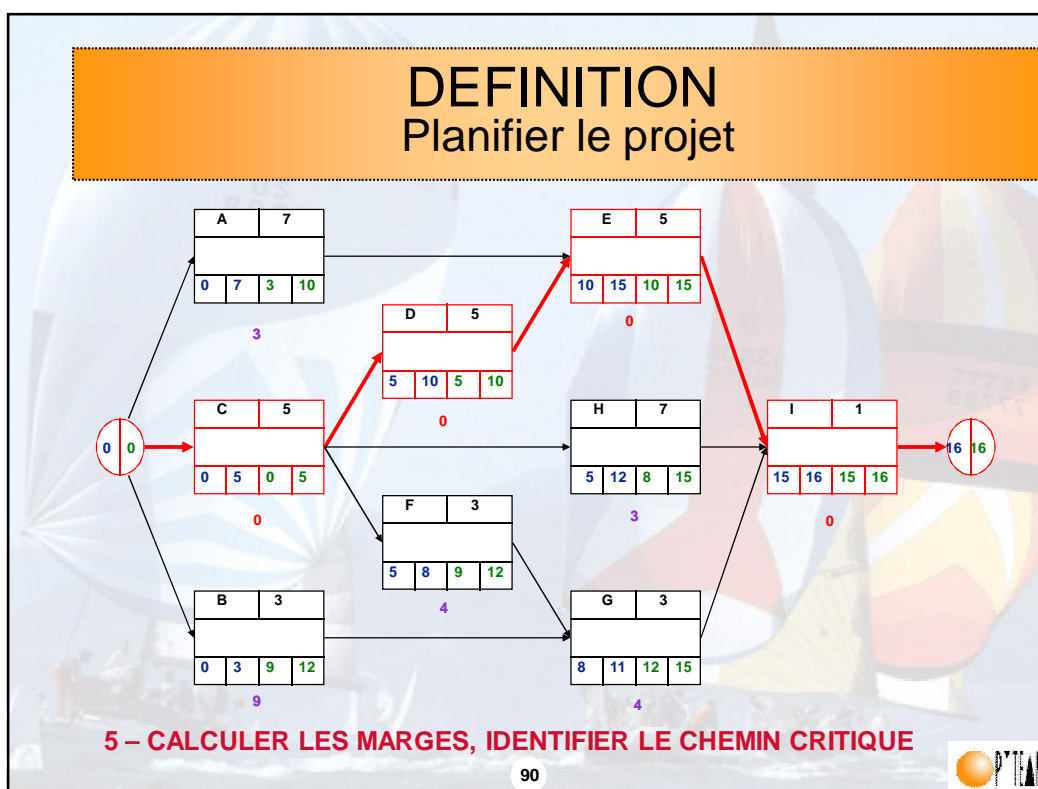 DEFINITION
Planifier le projet
A 7
0 7 3 10
3
E 5
10 15 10 15
0
D 5
5 10 5 10
0
0 0
C 5
0 5 0 5
0
H 7
5 12 8 15
3
I 1
15 16 15 16
0
16 16
F 3
5 8 9 12
4
B 3
0 3 9 12
9
G 3
8 11 12 15
4
5 – CALCULER LES MARGES, IDENTIFIER LE CHEMIN CRITIQUE
90